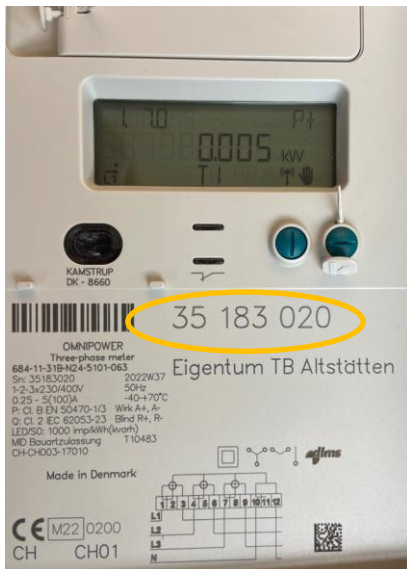 1. 7.0 P+
0.005 kW
T1
KAMSTRUP
DK - 8660
35 183 020
OMNIPOWER
Three-phase meter
684-11-31B-N24-5101-063
Sn: 35183020 2022W37
1-2-3x230/400V 50Hz
0.25 - 5(100)A -40-+70°C
P: Cl. B EN 50470-1/3 Wirk A+, A-
Q: Cl. 2 IEC 62053-23 Blind R+, R-
LED/S0: 1000 imp/kWh(kvarh)
MID Bauartzulassung T10483
CH-CH003-17010
Eigentum TB Altstätten
Made in Denmark
1 2 3 4 5 6 7 8 9 10 11 12
L1
L2
L3
N
CE M22 0200
CH CH01